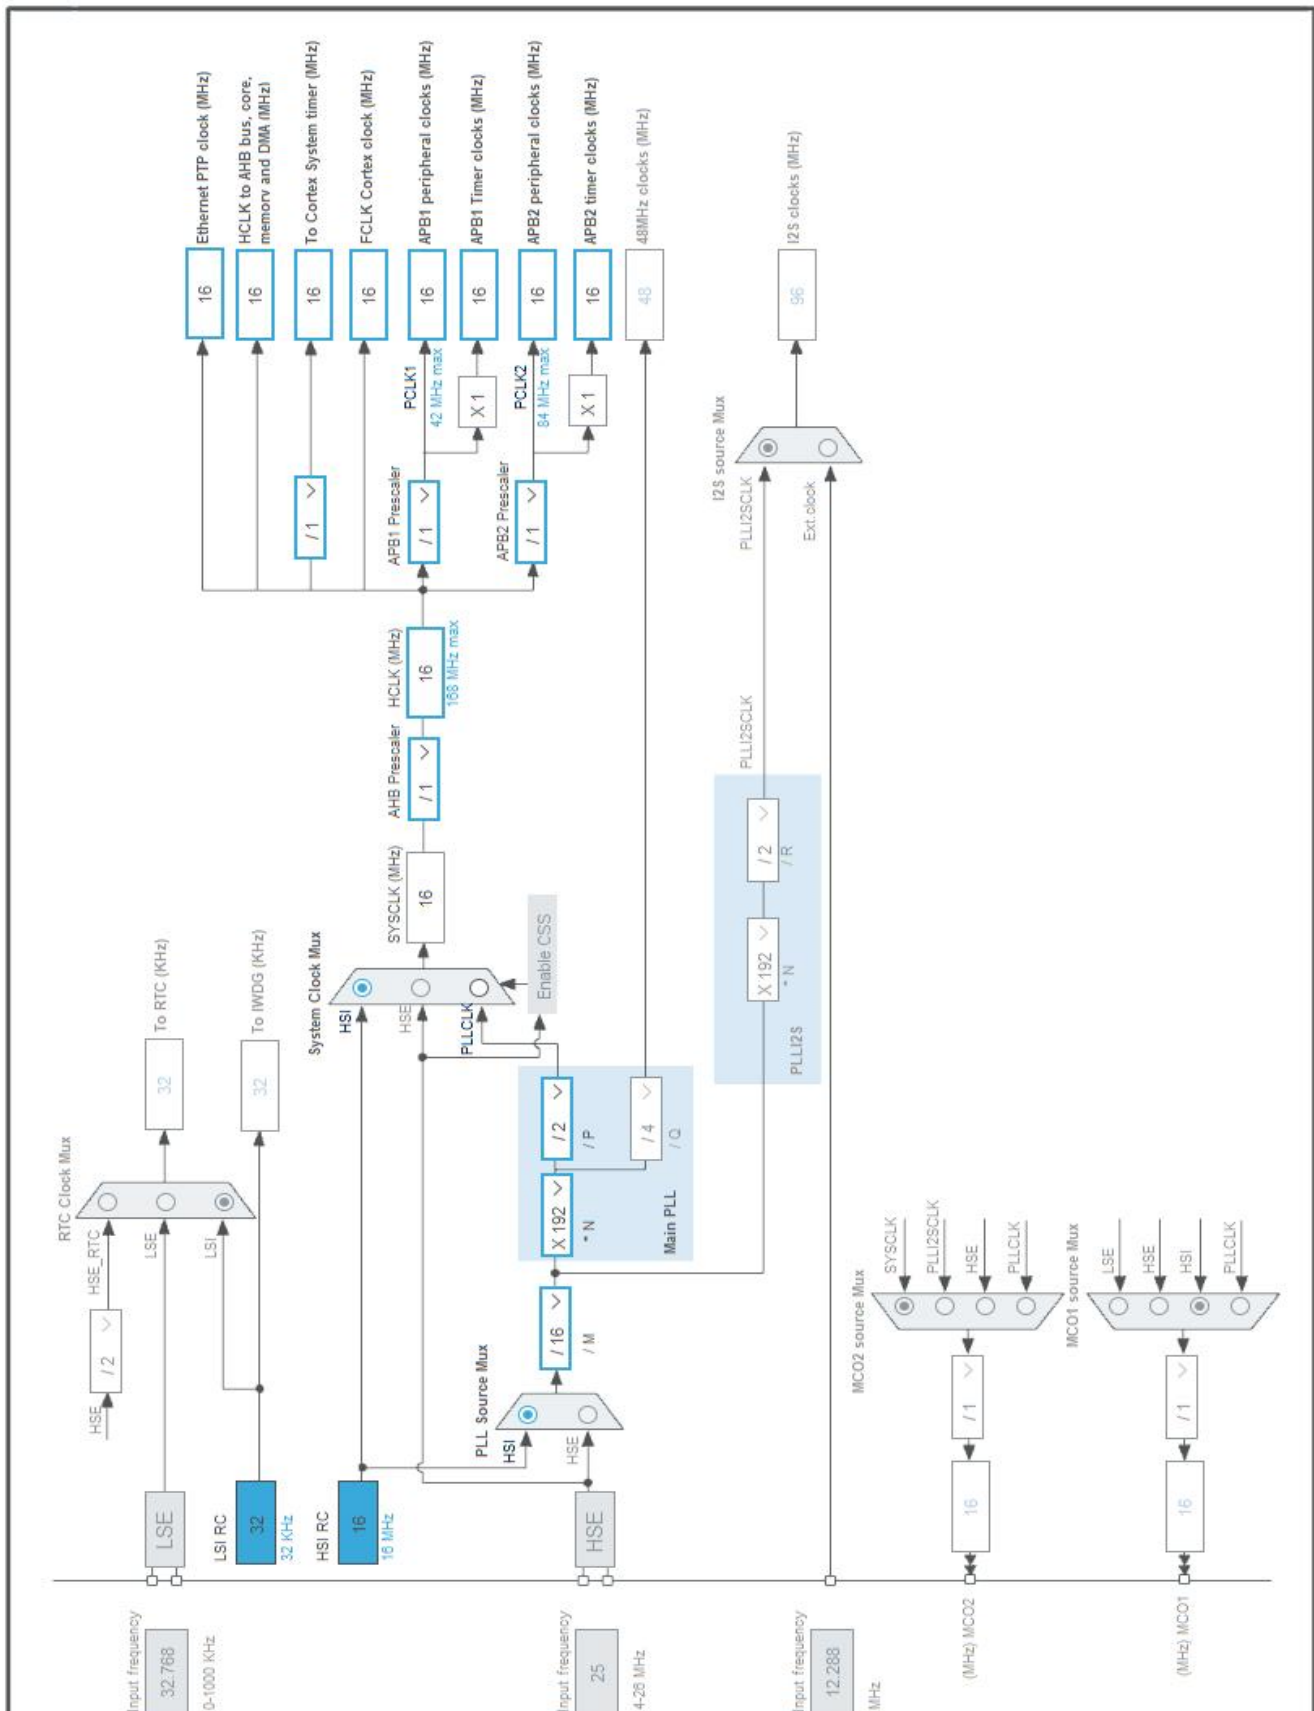 Input frequency
32.768
0-1000 KHz
LSE
HSE
/ 2
HSE_RTC
LSE
LSI
RTC Clock Mux
32
To RTC (KHz)
LSI RC
32
32 KHz
32
To IWDG (KHz)
HSI RC
16
16 MHz
System Clock Mux
HSI
HSE
PLLCLK
Enable CSS
SYSCLK (MHz)
16
AHB Prescaler
/ 1
HCLK (MHz)
16
168 MHz max
/ 1
16
Ethernet PTP clock (MHz)
16
HCLK to AHB bus, core,
memory and DMA (MHz)
16
To Cortex System timer (MHz)
16
FCLK Cortex clock (MHz)
APB1 Prescaler
/ 1
PCLK1
42 MHz max
16
APB1 peripheral clocks (MHz)
X 1
16
APB1 Timer clocks (MHz)
APB2 Prescaler
/ 1
PCLK2
84 MHz max
16
APB2 peripheral clocks (MHz)
X 1
16
APB2 timer clocks (MHz)
48
48MHz clocks (MHz)
Input frequency
25
4-26 MHz
HSE
PLL Source Mux
HSI
HSE
/ 16
/ M
X 192
* N
/ 2
/ P
/ 4
/ Q
Main PLL
X 192
* N
/ 2
/ R
PLLI2S
PLLI2SCLK
PLLI2SCLK
Ext.clock
I2S source Mux
96
I2S clocks (MHz)
Input frequency
12.288
MHz
MCO2 source Mux
SYSCLK
PLLI2SCLK
HSE
PLLCLK
/ 1
16
(MHz) MCO2
MCO1 source Mux
LSE
HSE
HSI
PLLCLK
/ 1
16
(MHz) MCO1